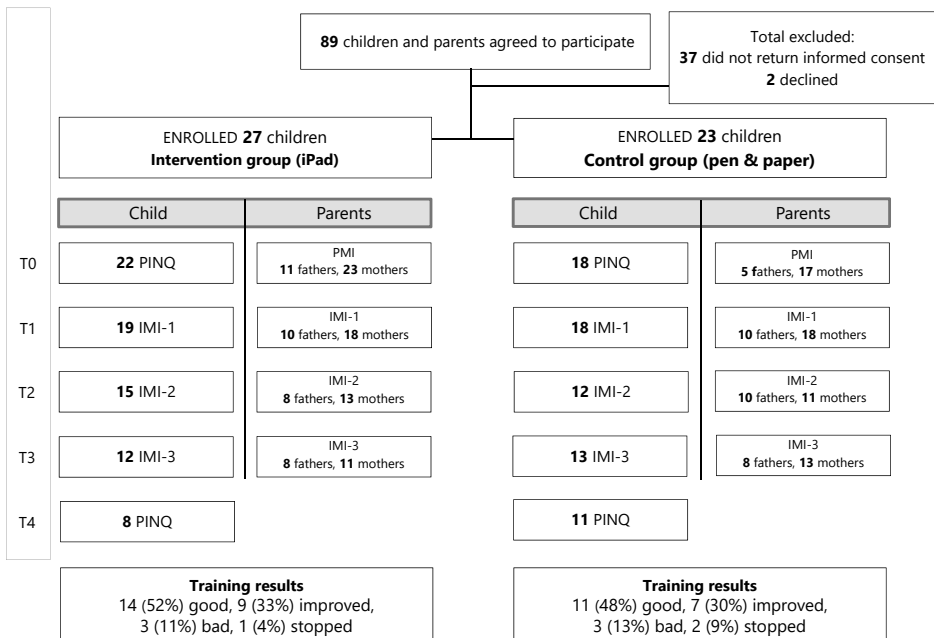 89 children and parents agreed to participate
Total excluded:
37 did not return informed consent
2 declined
ENROLLED 27 children
Intervention group (iPad)
ENROLLED 23 children
Control group (pen & paper)
Child
Parents
Child
Parents
T0
22 PINQ
PMI
11 fathers, 23 mothers
18 PINQ
PMI
5 fathers, 17 mothers
T1
19 IMI-1
IMI-1
10 fathers, 18 mothers
18 IMI-1
IMI-1
10 fathers, 18 mothers
T2
15 IMI-2
IMI-2
8 fathers, 13 mothers
12 IMI-2
IMI-2
10 fathers, 11 mothers
T3
12 IMI-3
IMI-3
8 fathers, 11 mothers
13 IMI-3
IMI-3
8 fathers, 13 mothers
T4
8 PINQ
11 PINQ
Training results
14 (52%) good, 9 (33%) improved,
3 (11%) bad, 1 (4%) stopped
Training results
11 (48%) good, 7 (30%) improved,
3 (13%) bad, 2 (9%) stopped